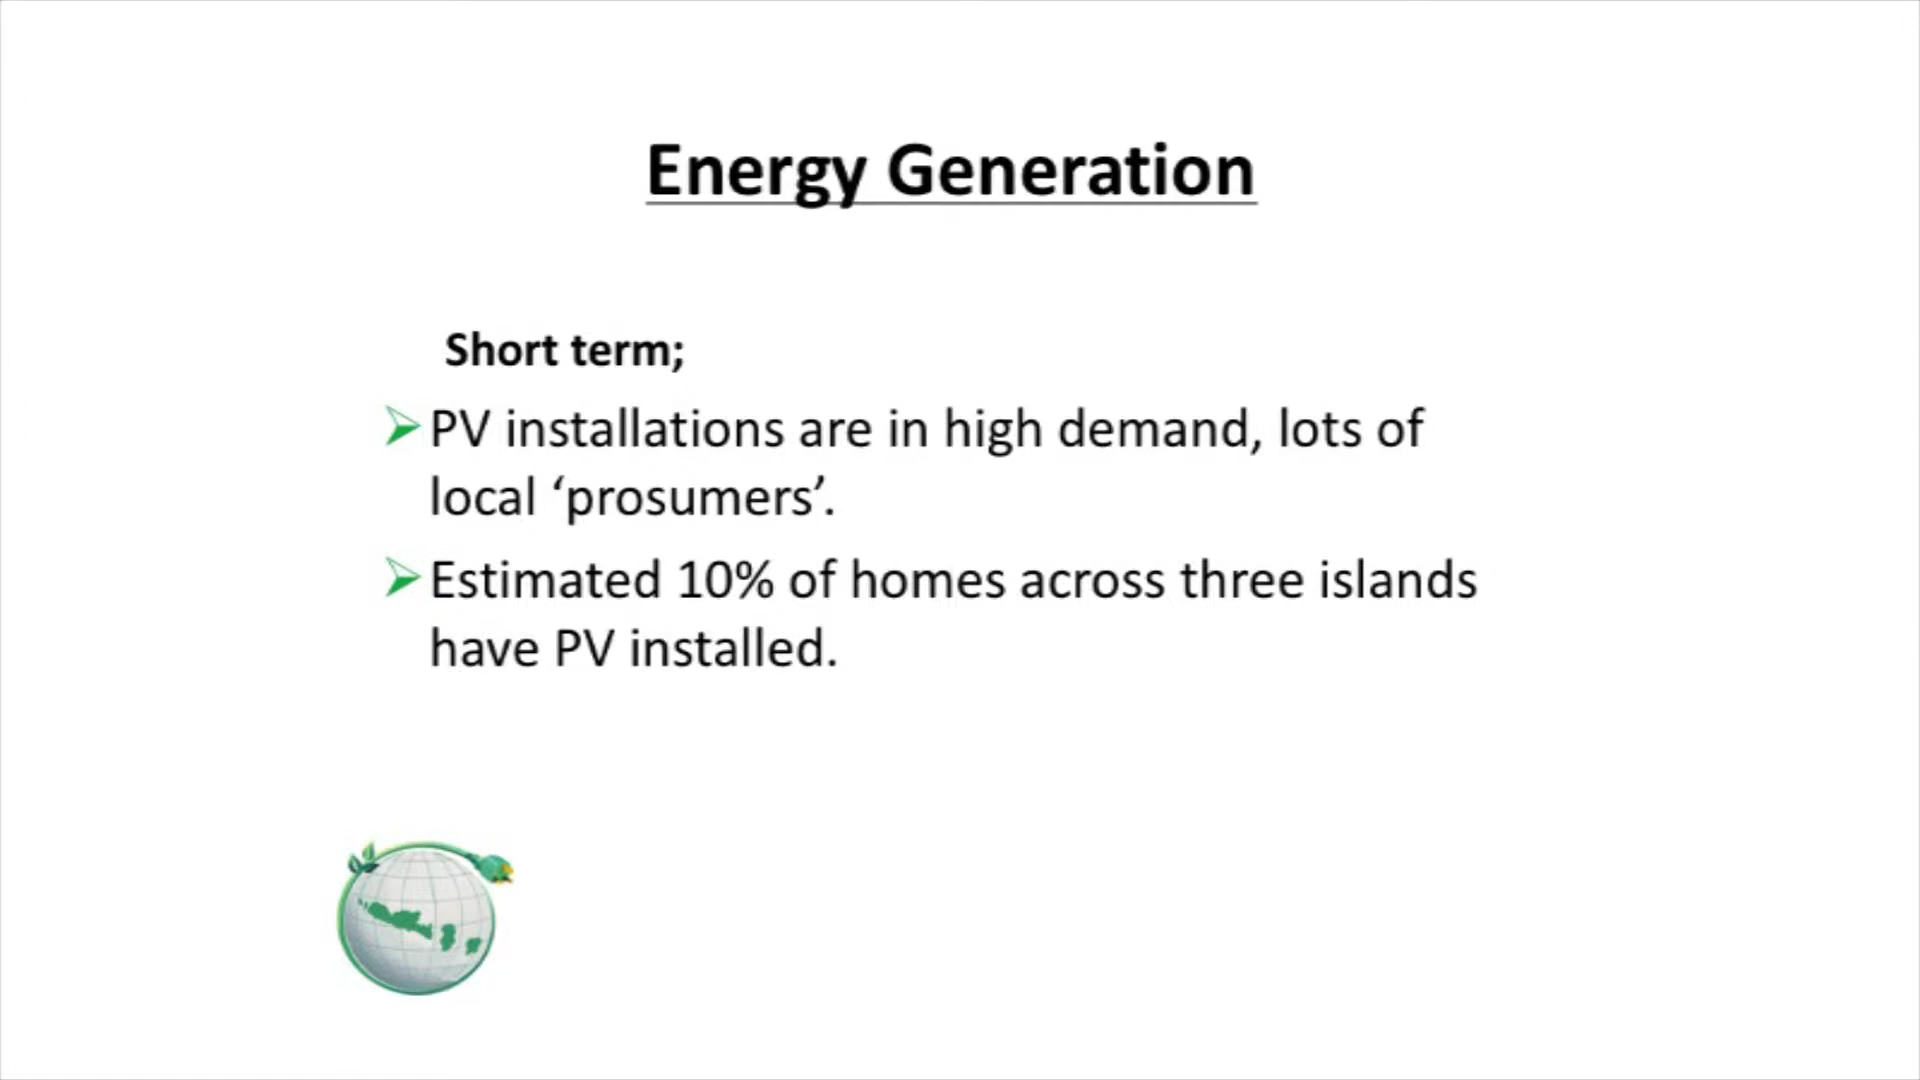 Energy Generation
Short term;
PV installations are in high demand, lots of
local ‘prosumers’.
Estimated 10% of homes across three islands
have PV installed.